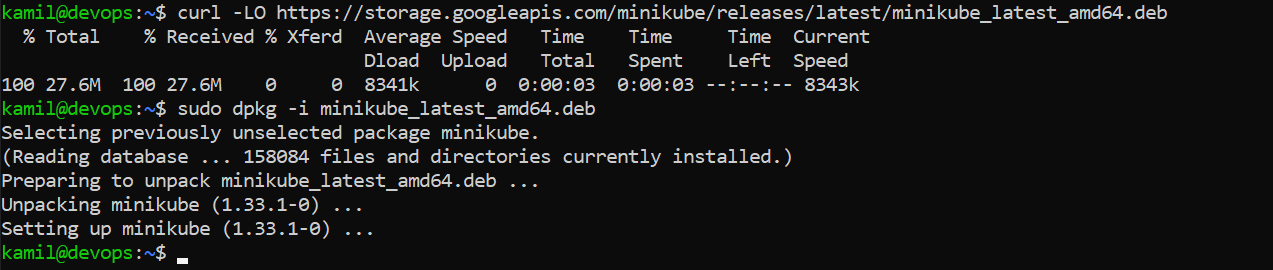 kamil@devops:~$ curl -LO https://storage.googleapis.com/minikube/releases/latest/minikube_latest_amd64.deb
  % Total    % Received % Xferd  Average Speed   Time    Time     Time  Current
                                 Dload  Upload   Total   Spent    Left  Speed
100 27.6M  100 27.6M    0     0  8341k      0  0:00:03  0:00:03 --:--:-- 8343k
kamil@devops:~$ sudo dpkg -i minikube_latest_amd64.deb
Selecting previously unselected package minikube.
(Reading database ... 158084 files and directories currently installed.)
Preparing to unpack minikube_latest_amd64.deb ...
Unpacking minikube (1.33.1-0) ...
Setting up minikube (1.33.1-0) ...
kamil@devops:~$